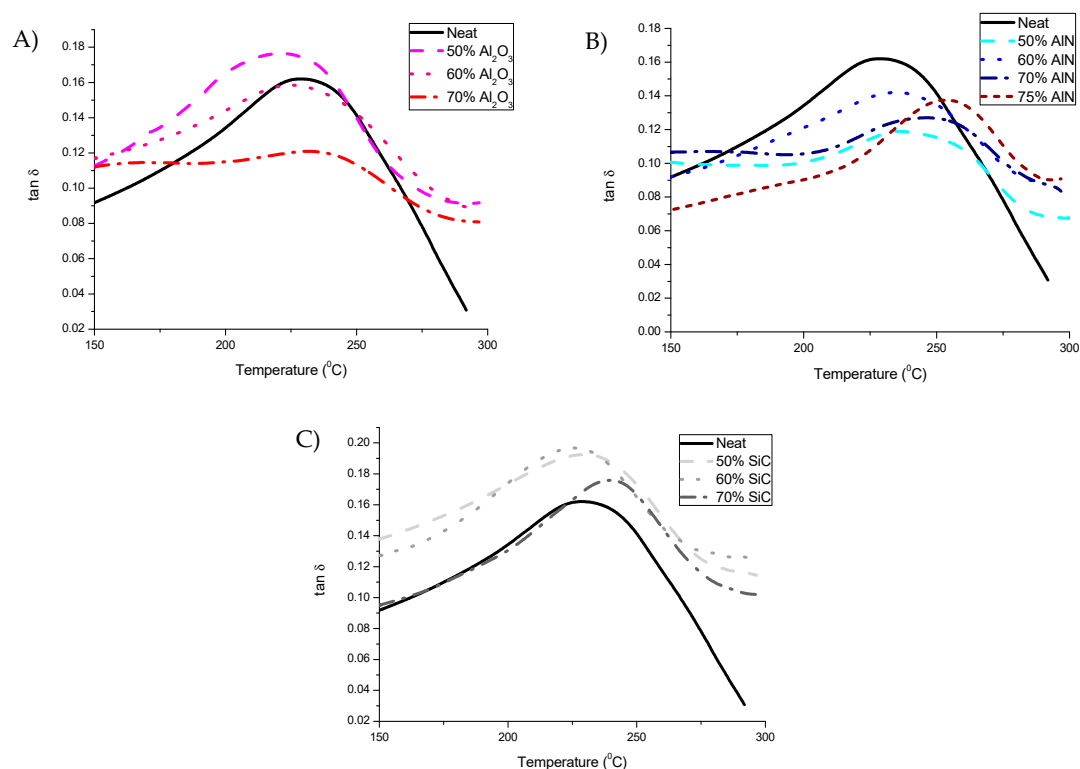 A)
Neat
50% Al₂O₃
60% Al₂O₃
70% Al₂O₃
0.18
0.16
0.14
0.12
0.10
0.08
0.06
0.04
0.02
tan δ
150
200
250
300
Temperature (⁰C)
B)
Neat
50% AlN
60% AlN
70% AlN
75% AlN
0.18
0.16
0.14
0.12
0.10
0.08
0.06
0.04
0.02
0.00
tan δ
150
200
250
300
Temperature (⁰C)
C)
Neat
50% SiC
60% SiC
70% SiC
0.20
0.18
0.16
0.14
0.12
0.10
0.08
0.06
0.04
0.02
tan δ
150
200
250
300
Temperature (⁰C)